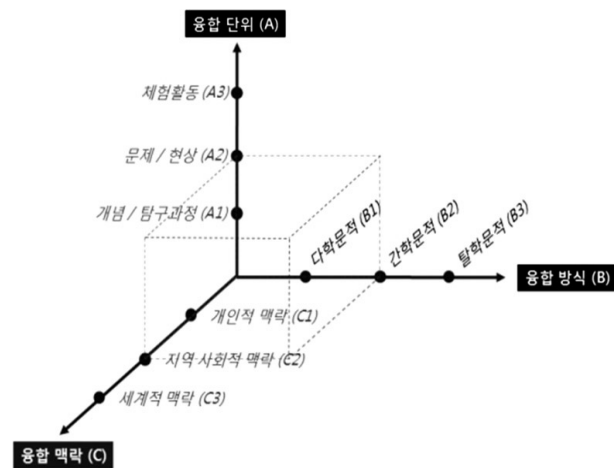 융합 단위 (A)
체험활동 (A3)
문제 / 현상 (A2)
개념 / 탐구과정 (A1)
다학문적 (B1)
간학문적 (B2)
탈학문적 (B3)
융합 방식 (B)
개인적 맥락 (C1)
지역 사회적 맥락 (C2)
세계적 맥락 (C3)
융합 맥락 (C)